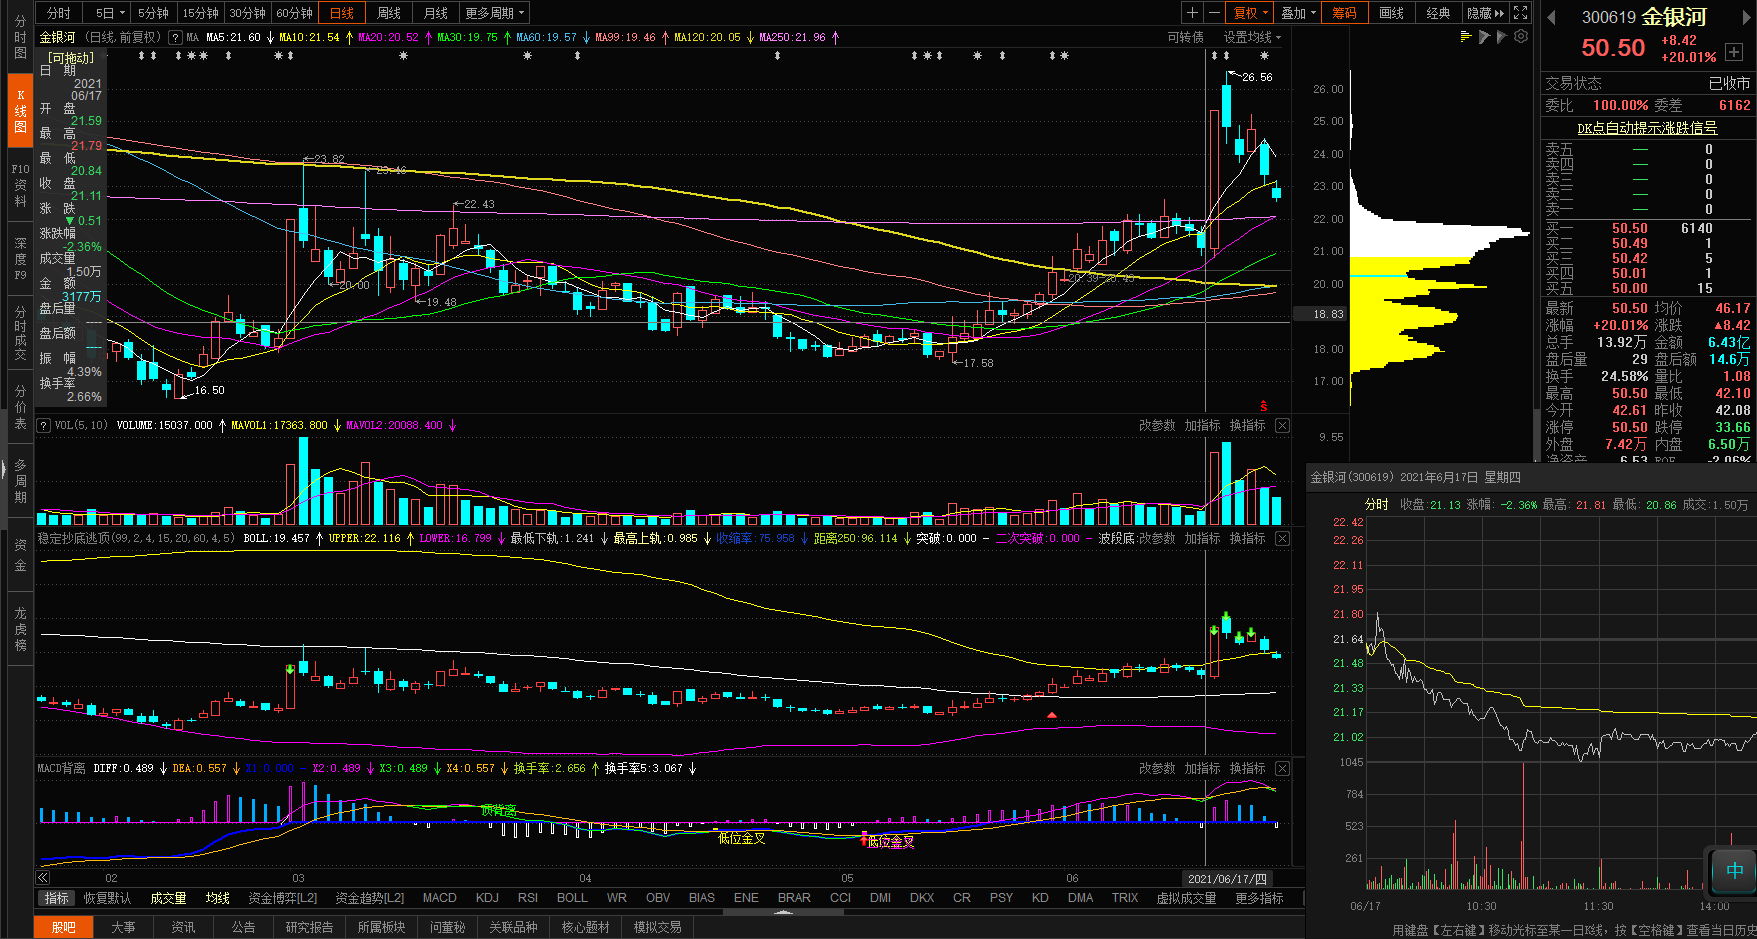 分时 5日 5分钟 15分钟 30分钟 60分钟 日线 周线 月线 更多周期
复权 叠加 筹码 画线 经典 隐藏
金银河 (日线,前复权) ? MA MA5:21.60 MA10:21.54 MA20:20.52 MA30:19.75 MA60:19.57 MA99:19.46 MA120:20.05 MA250:21.96
可转债 设置均线
分时图
K线图
F10资料
深度F9
分时成交
分价表
多周期
资金
龙虎榜
[可拖动]
日 期
2021
06/17
开 盘
21.59
最 高
21.79
最 低
20.84
收 盘
21.11
涨 跌
▼0.51
涨跌幅
-2.36%
成交量
1.50万
金 额
3177万
盘后量
盘后额
振 幅
4.39%
换手率
2.66%
23.82
22.43
20.00
19.48
16.50
17.58
26.56
26.00
25.00
24.00
23.00
22.00
21.00
20.00
18.83
18.00
17.00
9.55
? VOL(5,10) VOLUME:15037.000 MAVOL1:17363.800 MAVOL2:20088.400
改参数 加指标 换指标
稳定抄底逃顶(99,2,4,15,20,60,4,5) BOLL:19.457 UPPER:22.116 LOWER:16.799 最低下轨:1.241 最高上轨:0.985 收缩率:75.958 距离250:96.114 突破:0.000 二次突破:0.000 波段底:改参数 加指标 换指标
MACD背离 DIFF:0.489 DEA:0.557 X1:0.000 X2:0.489 X3:0.489 X4:0.557 换手率:2.656 换手率5:3.067
改参数 加指标 换指标
顶背离
低位金叉
低位金叉
02 03 04 05 06 2021/06/17/四
指标 恢复默认 成交量 均线 资金博弈[L2] 资金趋势[L2] MACD KDJ RSI BOLL WR OBV BIAS ENE BRAR CCI DMI DKX CR PSY KD DMA TRIX 虚拟成交量 更多指标
股吧 大事 资讯 公告 研究报告 所属板块 问董秘 关联品种 核心题材 模拟交易
300619 金银河
50.50 +8.42
+20.01%
交易状态 已收市
委比 100.00% 委差 6162
DK点自动提示涨跌信号
卖五 — 0
卖四 — 0
卖三 — 0
卖二 — 0
卖一 — 0
买一 50.50 6140
买二 50.49 1
买三 50.42 5
买四 50.01 1
买五 50.00 15
最新 50.50 均价 46.17
涨幅 +20.01% 涨跌 ▲8.42
总手 13.92万 金额 6.43亿
盘后量 29 盘后额 14.6万
换手 24.58% 量比 1.08
最高 50.50 最低 42.10
今开 42.61 昨收 42.08
涨停 50.50 跌停 33.66
外盘 7.42万 内盘 6.50万
净资产 6.53 ROE -2.06%
金银河(300619) 2021年6月17日 星期四
分时 收盘:21.13 涨幅: -2.36% 最高: 21.81 最低: 20.86 成交:1.50万
22.42
22.26
22.11
21.95
21.80
21.64
21.48
21.33
21.17
21.02
1045
784
523
261
06/17 10:30 11:30 14:00
中
用键盘【左右键】移动光标至某一日K线，按【空格键】查看当日历史